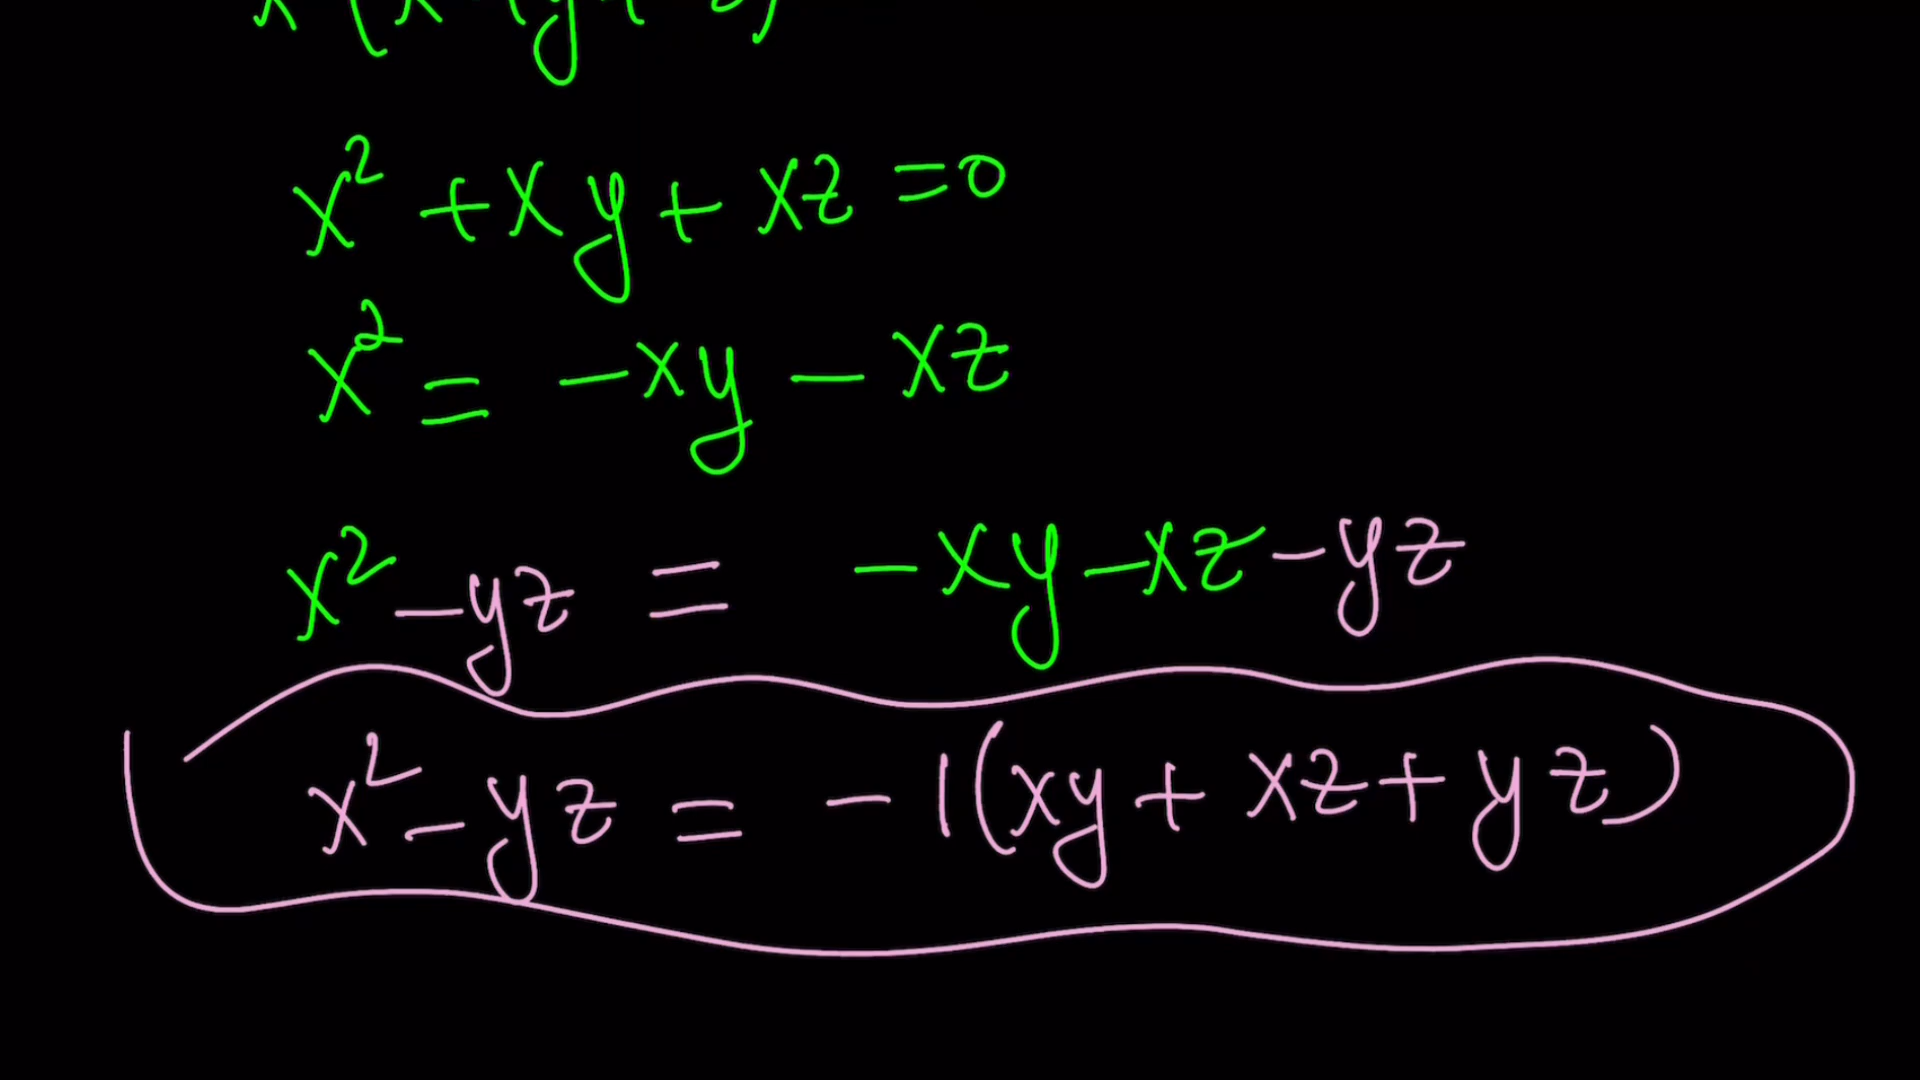 x² + xy + xz = 0
x² = -xy - xz
x² - yz = -xy - xz - yz
x² - yz = -1(xy + xz + yz)